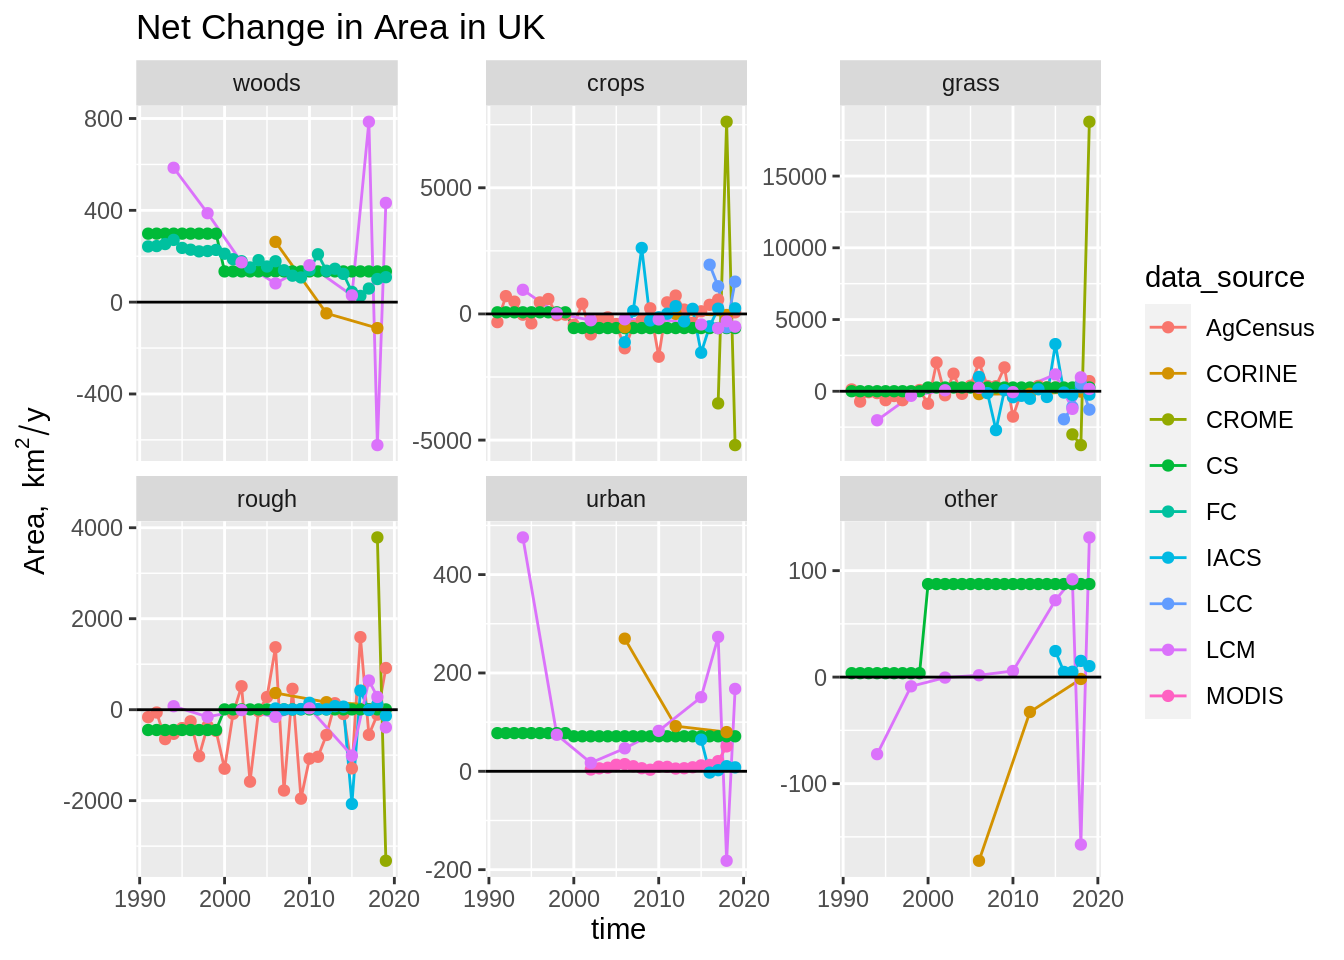 Net Change in Area in UK
woods
crops
grass
800
400
0
-400
5000
0
-5000
15000
10000
5000
0
rough
urban
other
4000
2000
0
-2000
400
200
0
-200
100
0
-100
1990 2000 2010 2020
1990 2000 2010 2020
1990 2000 2010 2020
time
Area, km²/y
data_source
AgCensus
CORINE
CROME
CS
FC
IACS
LCC
LCM
MODIS